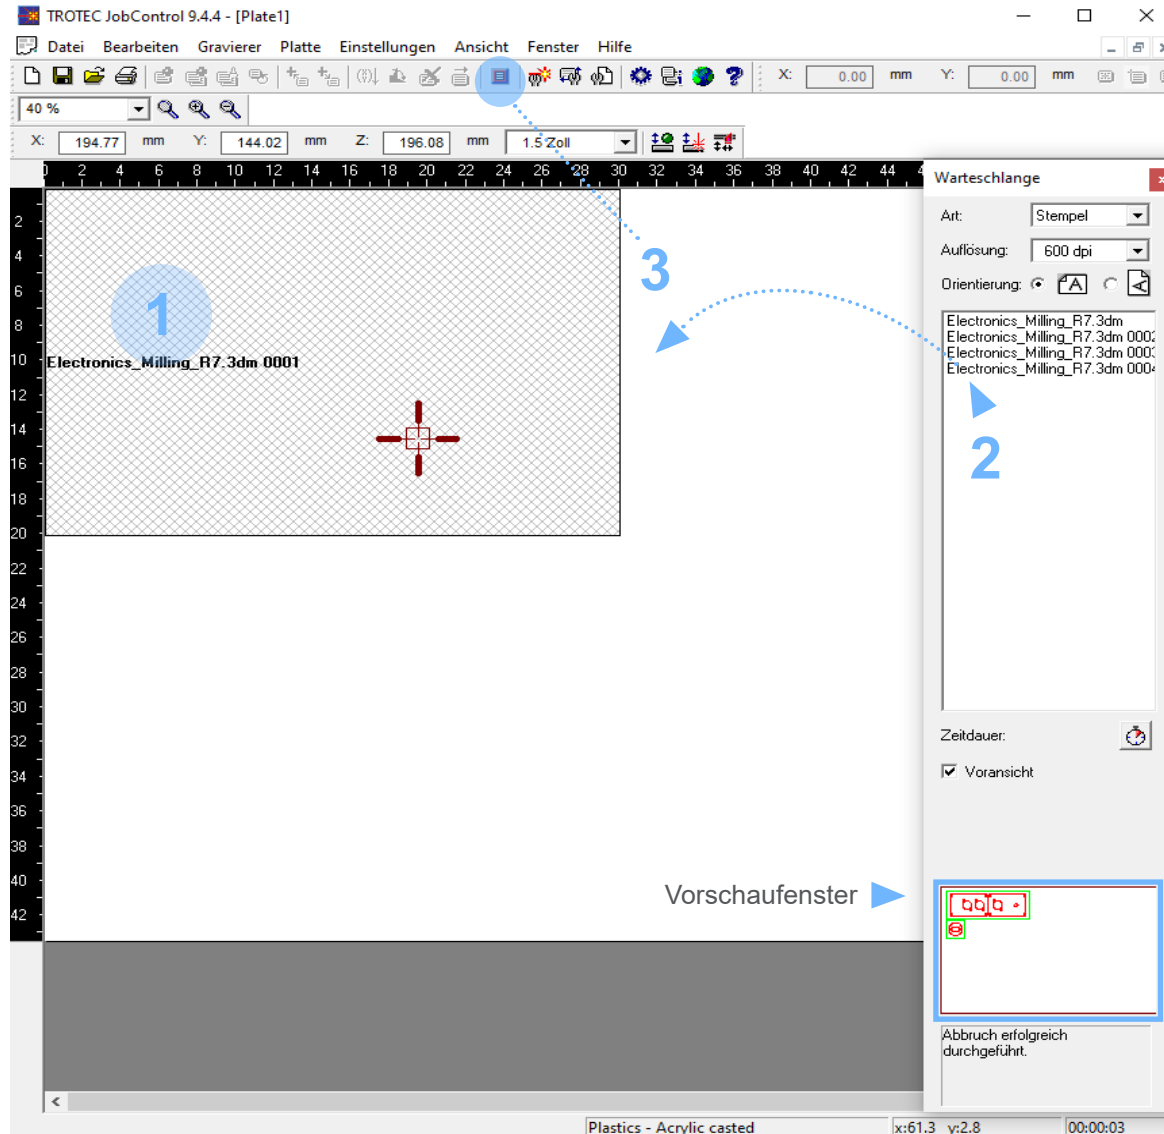 TROTEC JobControl 9.4.4 - [Plate1]
Datei Bearbeiten Gravierer Platte Einstellungen Ansicht Fenster Hilfe
X: 0.00 mm Y: 0.00 mm
40 %
X: 194.77 mm Y: 144.02 mm Z: 196.08 mm 1.5 Zoll
0 2 4 6 8 10 12 14 16 18 20 22 24 26 28 30 32 34 36 38 40 42 44 4
2
4
6
8
10
12
14
16
18
20
22
24
26
28
30
32
34
36
38
40
42
1
Electronics_Milling_R7.3dm 0001
3
Warteschlange
Art: Stempel
Auflösung: 600 dpi
Orientierung:
Electronics_Milling_R7.3dm
Electronics_Milling_R7.3dm 0002
Electronics_Milling_R7.3dm 0003
Electronics_Milling_R7.3dm 0004
2
Zeitdauer:
Voransicht
Vorschaufenster
Abbruch erfolgreich
durchgeführt.
Plastics - Acrylic casted x:61.3 y:2.8 00:00:03